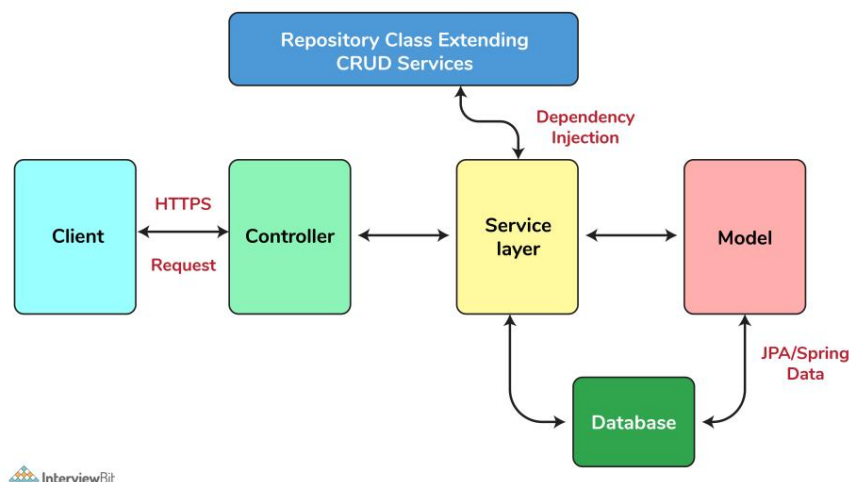 Repository Class Extending
CRUD Services
Dependency
Injection
HTTPS
Request
Client
Controller
Service
layer
Model
JPA/Spring
Data
Database
InterviewBit